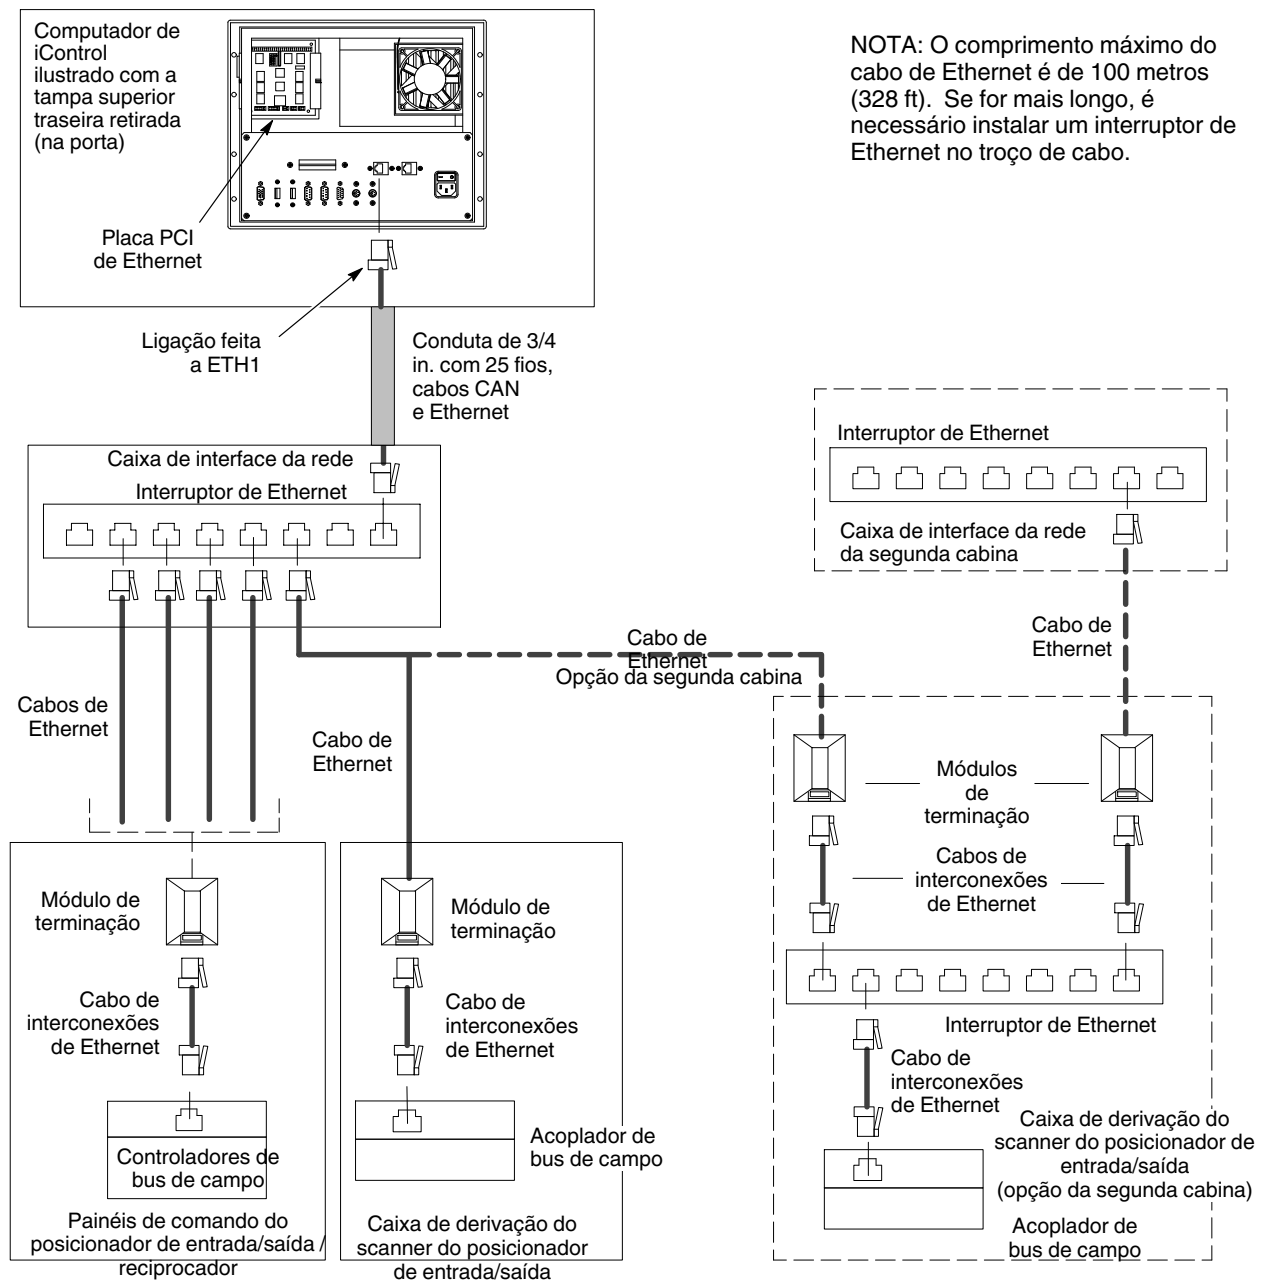 Computador de
iControl
ilustrado com a
tampa superior
traseira retirada
(na porta)
NOTA: O comprimento máximo do
cabo de Ethernet é de 100 metros
(328 ft). Se for mais longo, é
necessário instalar um interruptor de
Ethernet no troço de cabo.
Placa PCI
de Ethernet
Ligação feita
a ETH1
Conduta de 3/4
in. com 25 fios,
cabos CAN
e Ethernet
Caixa de interface da rede
Interruptor de Ethernet
Interruptor de Ethernet
Caixa de interface da rede
da segunda cabina
Cabo de
Ethernet
Opção da segunda cabina
Cabo de
Ethernet
Cabos de
Ethernet
Cabo de
Ethernet
Módulos
de
terminação
Cabos de
interconexões
de Ethernet
Módulo de
terminação
Módulo de
terminação
Cabo de
interconexões
de Ethernet
Cabo de
interconexões
de Ethernet
Interruptor de Ethernet
Cabo de
interconexões
de Ethernet
Controladores de
bus de campo
Acoplador de
bus de campo
Caixa de derivação do
scanner do posicionador de
entrada/saída
(opção da segunda cabina)
Acoplador de
bus de campo
Painéis de comando do
posicionador de entrada/saída /
reciprocador
Caixa de derivação do
scanner do posicionador
de entrada/saída